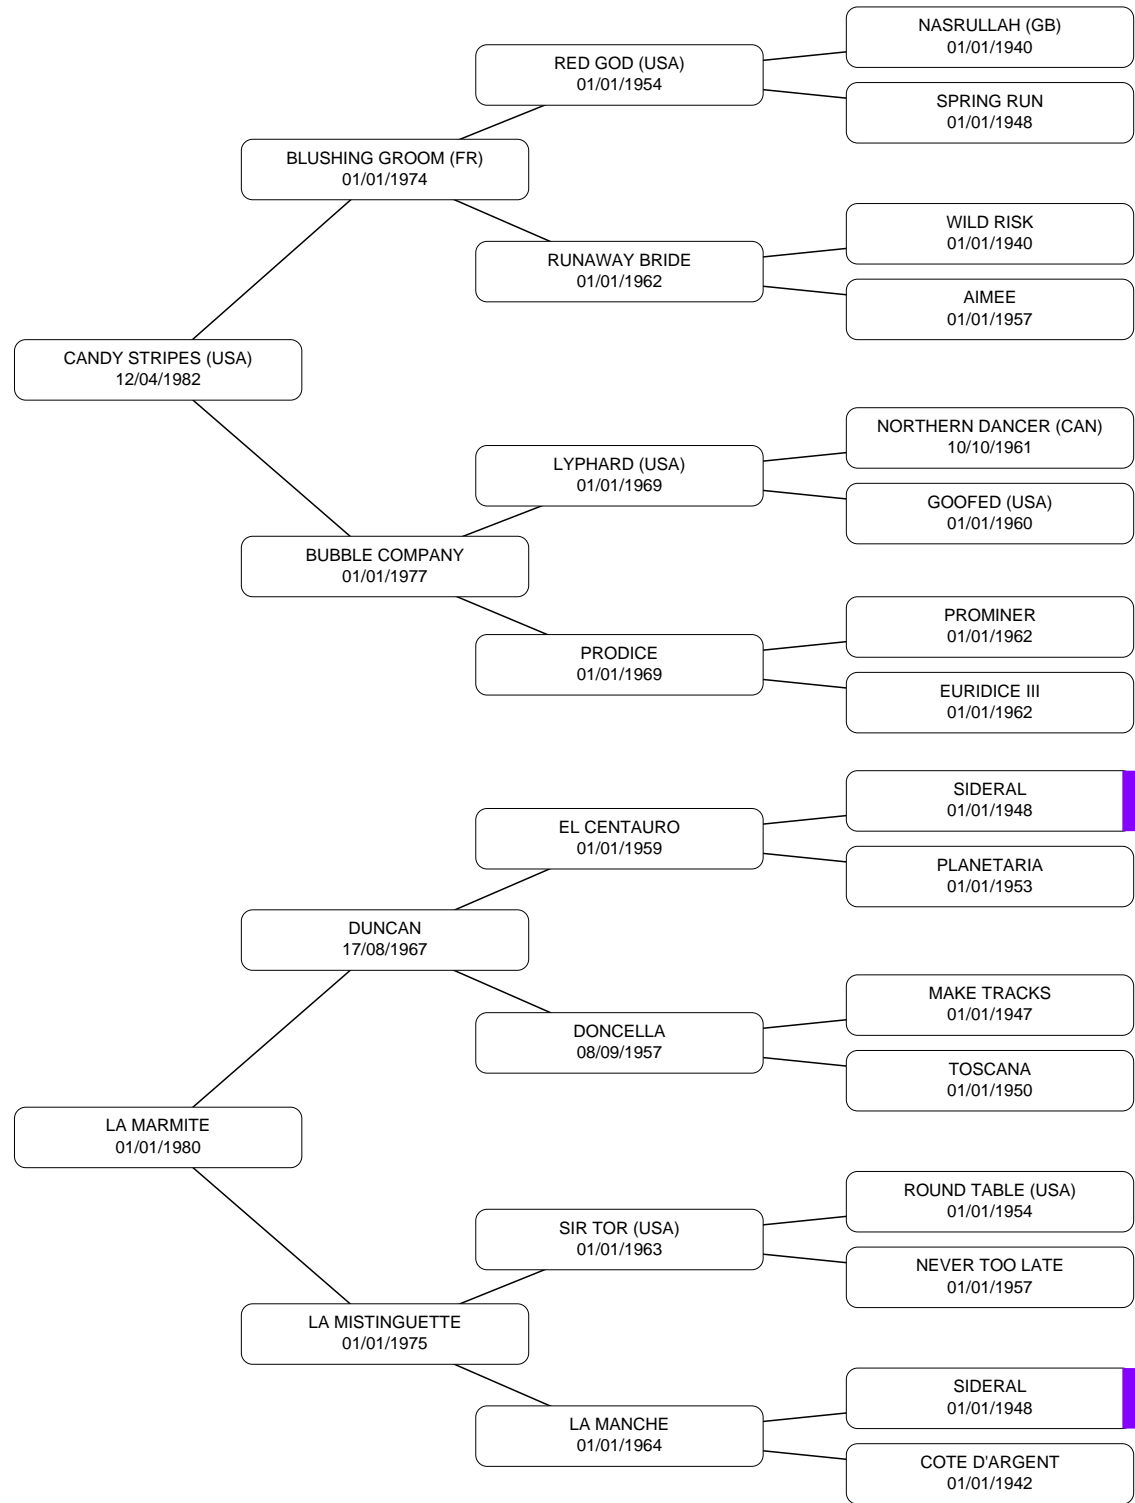 NASRULLAH (GB)
01/01/1940
RED GOD (USA)
01/01/1954
SPRING RUN
01/01/1948
BLUSHING GROOM (FR)
01/01/1974
WILD RISK
01/01/1940
RUNAWAY BRIDE
01/01/1962
AIMEE
01/01/1957
CANDY STRIPES (USA)
12/04/1982
NORTHERN DANCER (CAN)
10/10/1961
LYPHARD (USA)
01/01/1969
GOOFED (USA)
01/01/1960
BUBBLE COMPANY
01/01/1977
PROMINER
01/01/1962
PRODICE
01/01/1969
EURIDICE III
01/01/1962
SIDERAL
01/01/1948
EL CENTAURO
01/01/1959
PLANETARIA
01/01/1953
DUNCAN
17/08/1967
MAKE TRACKS
01/01/1947
DONCELLA
08/09/1957
TOSCANA
01/01/1950
LA MARMITE
01/01/1980
ROUND TABLE (USA)
01/01/1954
SIR TOR (USA)
01/01/1963
NEVER TOO LATE
01/01/1957
LA MISTINGUETTE
01/01/1975
SIDERAL
01/01/1948
LA MANCHE
01/01/1964
COTE D'ARGENT
01/01/1942